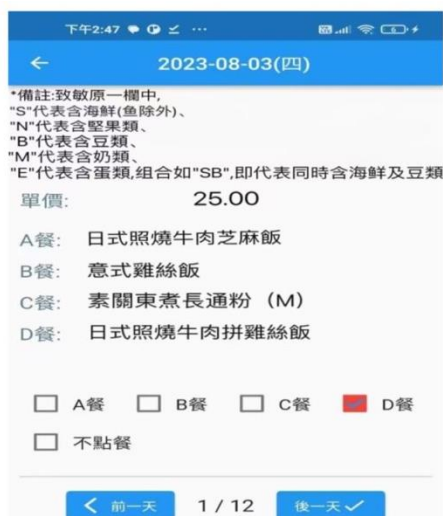 下午2:47 ···
2023-08-03(四)
*備註:致敏原一欄中,
"S"代表含海鮮(魚除外)、
"N"代表含堅果類、
"B"代表含豆類、
"M"代表含奶類、
"E"代表含蛋類,组合如"SB",即代表同時含海鮮及豆類
單價: 25.00
A餐: 日式照燒牛肉芝麻飯
B餐: 意式雞絲飯
C餐: 素關東煮長通粉（M）
D餐: 日式照燒牛肉拼雞絲飯
A餐 B餐 C餐 D餐
不點餐
前一天 1 / 12 後一天